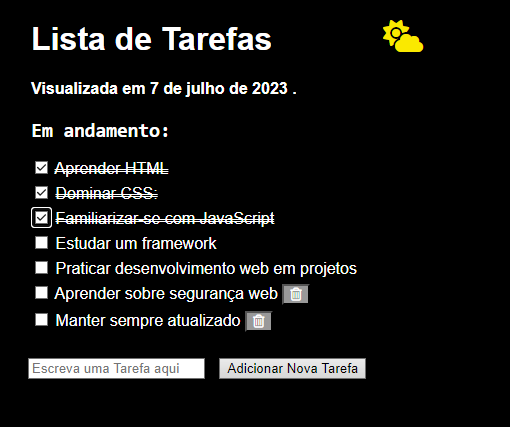 Lista de Tarefas
Visualizada em 7 de julho de 2023 .
Em andamento:
Aprender HTML
Dominar CSS:
Familiarizar-se com JavaScript
Estudar um framework
Praticar desenvolvimento web em projetos
Aprender sobre segurança web
Manter sempre atualizado
Escreva uma Tarefa aqui
Adicionar Nova Tarefa